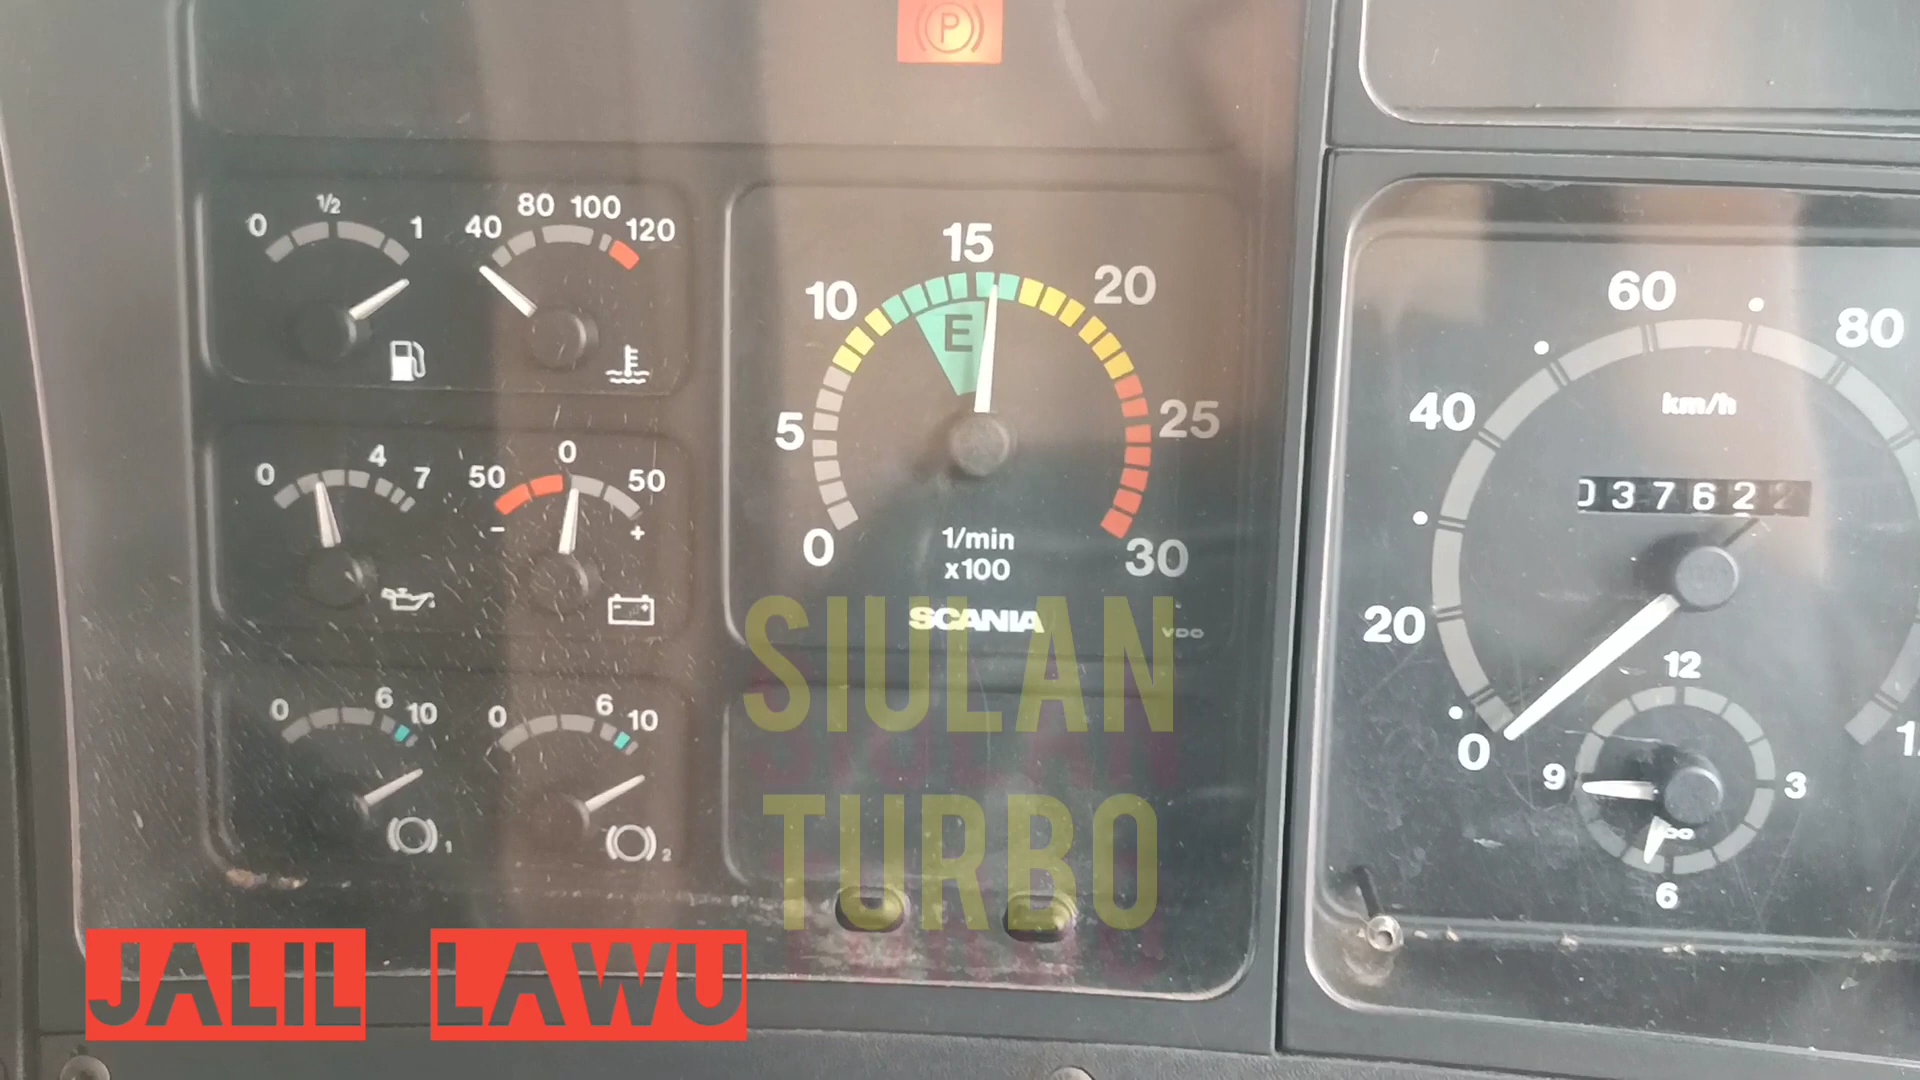 P
0 1/2 1
40 80 100 120
0 4 7
50 0 50
- +
0 6 10
1
0 6 10
2
0 5 10 15 20 25 30
E
1/min
x100
SCANIA
VDO
0 20 40 60 80
km/h
03762
12
3
6
9
SIULAN
TURBO
JALIL LAWU